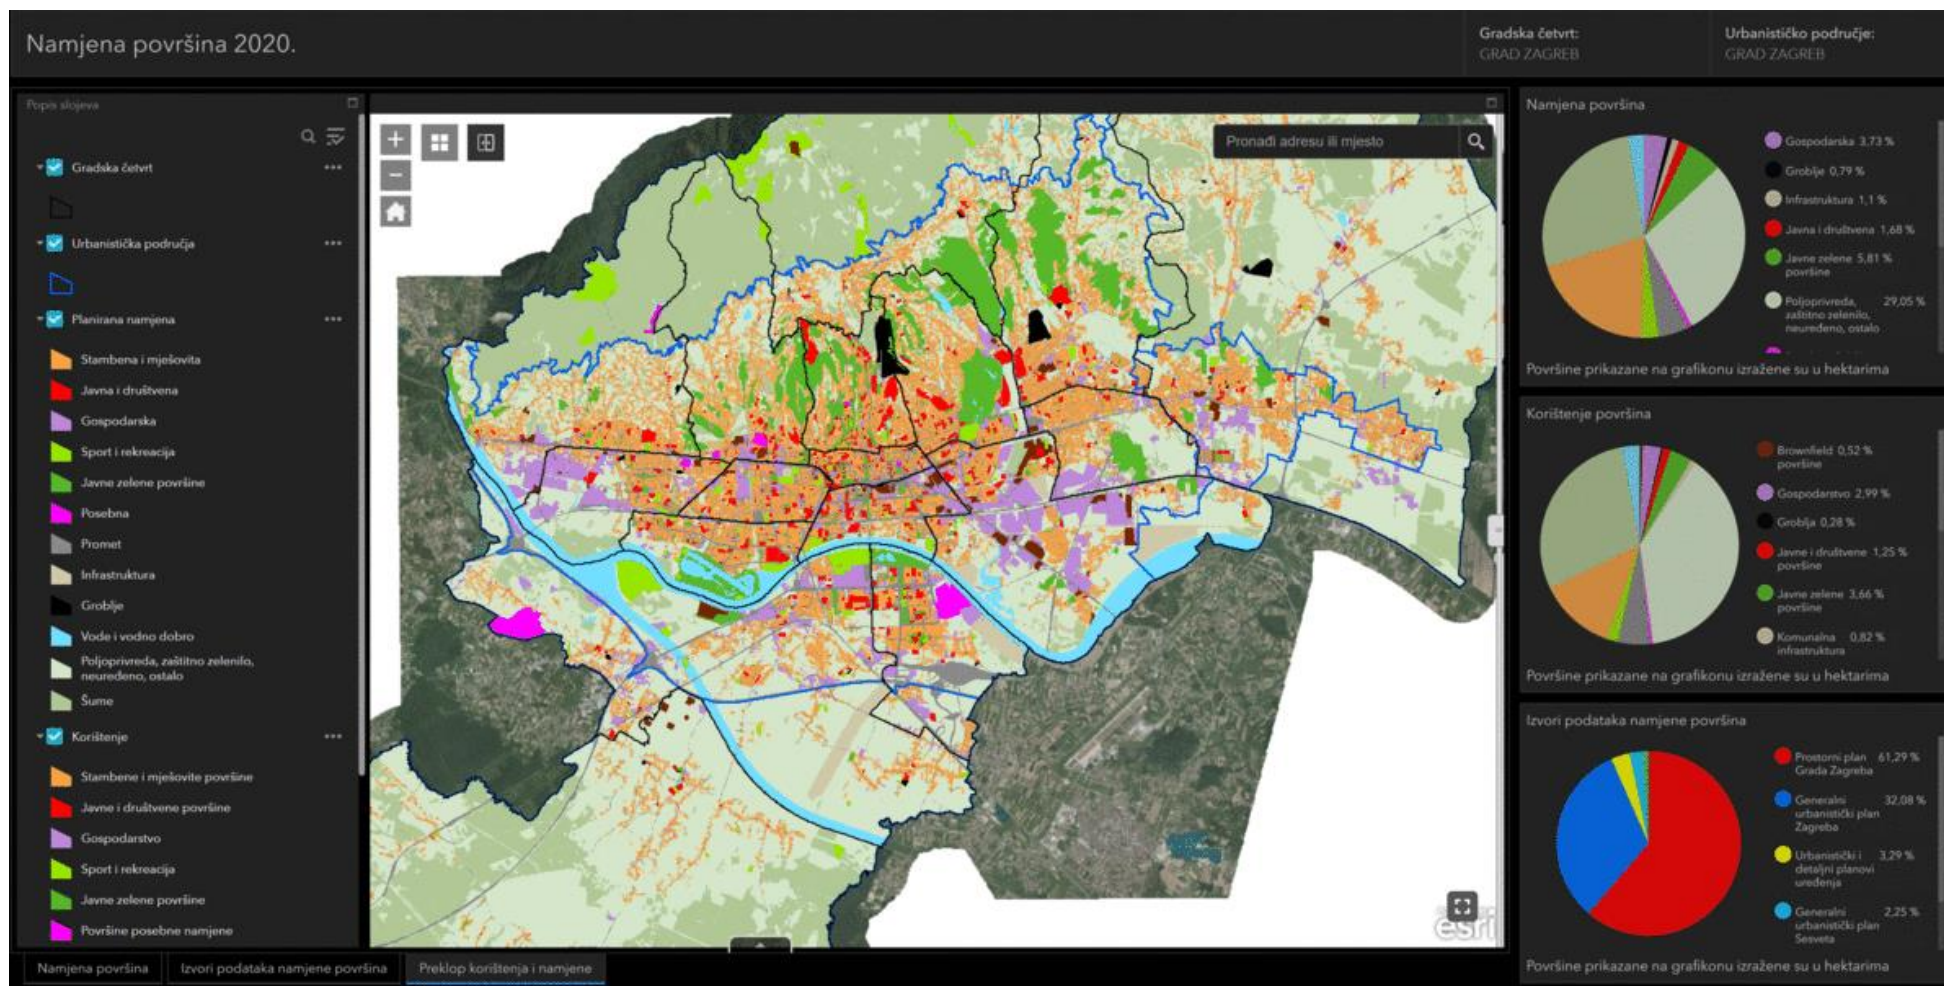 Namjena površina 2020.
Gradska četvrt:
GRAD ZAGREB
Urbanističko područje:
GRAD ZAGREB
Popis slojeva
Gradska četvrt
Urbanistička područja
Planirana namjena
Stambena i mješovita
Javna i društvena
Gospodarska
Sport i rekreacija
Javne zelene površine
Posebna
Promet
Infrastruktura
Groblje
Vode i vodno dobro
Poljoprivreda, zaštitno zelenilo,
neuređeno, ostalo
Šume
Korištenje
Stambene i mješovite površine
Javne i društvene površine
Gospodarstvo
Sport i rekreacija
Javne zelene površine
Površine posebne namjene
Pronađi adresu ili mjesto
esri
Namjena površina
Gospodarska 3,73 %
Groblje 0,79 %
Infrastruktura 1,1 %
Javna i društvena 1,68 %
Javne zelene 5,81 %
površine
Poljoprivreda, 29,05 %
zaštitno zelenilo,
neuređeno, ostalo
Površine prikazane na grafikonu izražene su u hektarima
Korištenje površina
Brownfield 0,52 %
površine
Gospodarstvo 2,99 %
Groblja 0,28 %
Javne i društvene 1,25 %
površine
Javne zelene 3,66 %
površine
Komunalna 0,82 %
infrastruktura
Površine prikazane na grafikonu izražene su u hektarima
Izvori podataka namjene površina
Prostorni plan 61,29 %
Grada Zagreba
Generalni 32,08 %
urbanistički plan
Zagreba
Urbanistički i 3,29 %
detaljni planovi
uređenja
Generalni 2,25 %
urbanistički plan
Sesveta
Površine prikazane na grafikonu izražene su u hektarima
Namjena površina
Izvori podataka namjene površina
Preklop korištenja i namjene